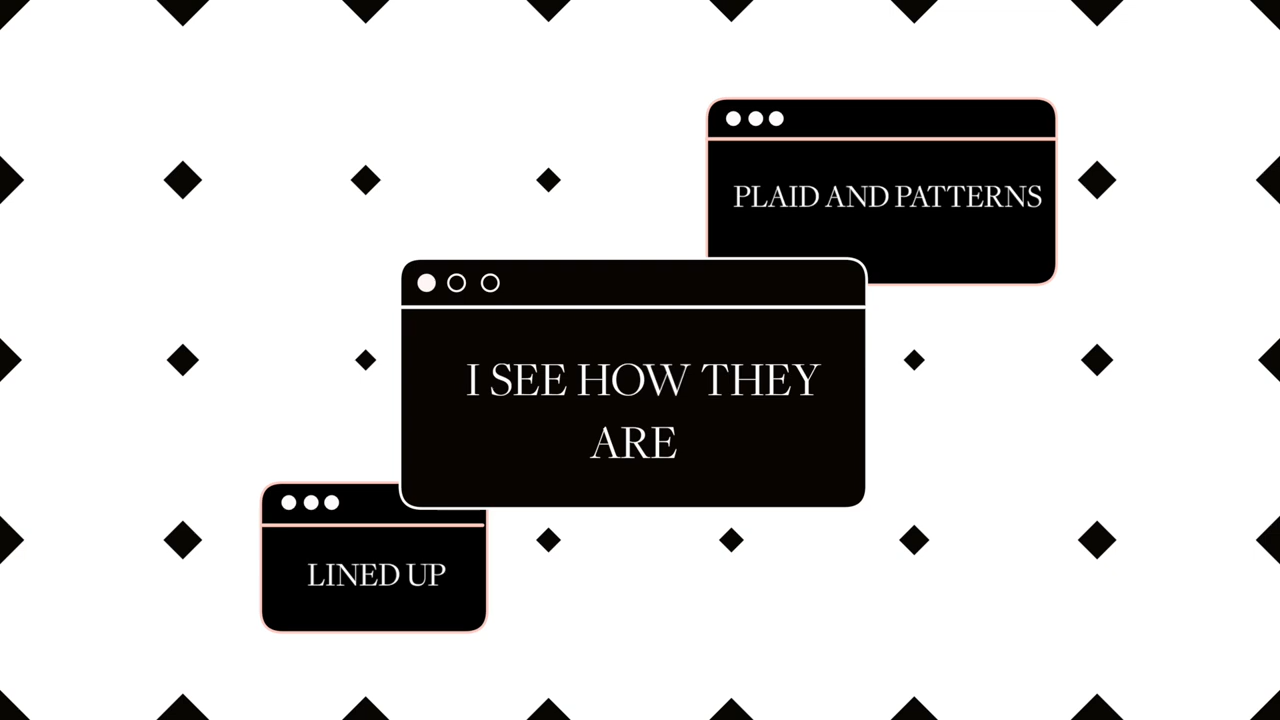 PLAID AND PATTERNS
I SEE HOW THEY
ARE
LINED UP